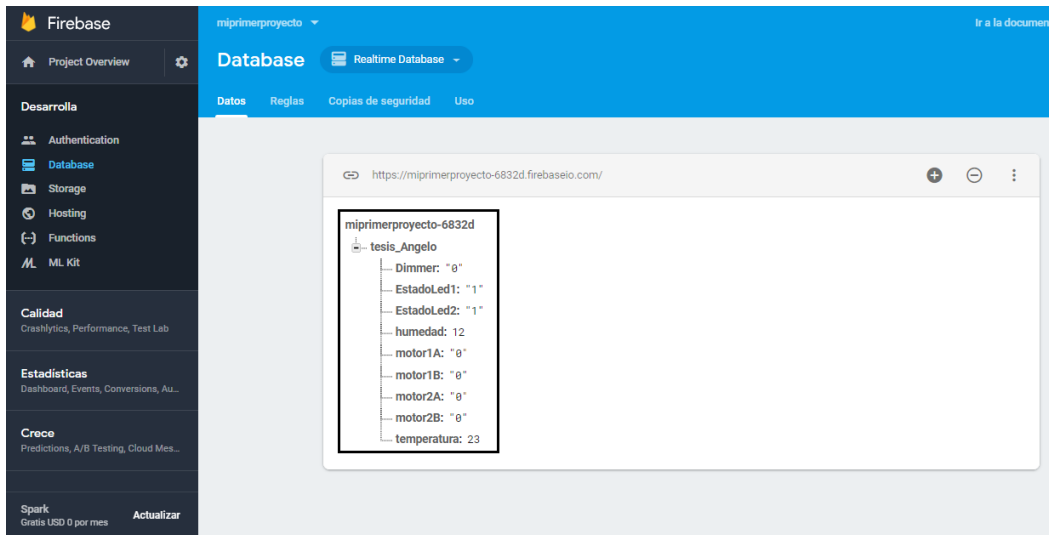 Firebase
miprimerproyecto
Ir a la documen
Project Overview
Database
Realtime Database
Desarrolla
Datos Reglas Copias de seguridad Uso
Authentication
Database
Storage
Hosting
Functions
ML Kit
https://miprimerproyecto-6832d.firebaseio.com/
miprimerproyecto-6832d
tesis_Angelo
Dimmer: "0"
EstadoLed1: "1"
EstadoLed2: "1"
humedad: 12
motor1A: "0"
motor1B: "0"
motor2A: "0"
motor2B: "0"
temperatura: 23
Calidad
Crashlytics, Performance, Test Lab
Estadísticas
Dashboard, Events, Conversions, Au...
Crece
Predictions, A/B Testing, Cloud Mes...
Spark
Gratis USD 0 por mes
Actualizar